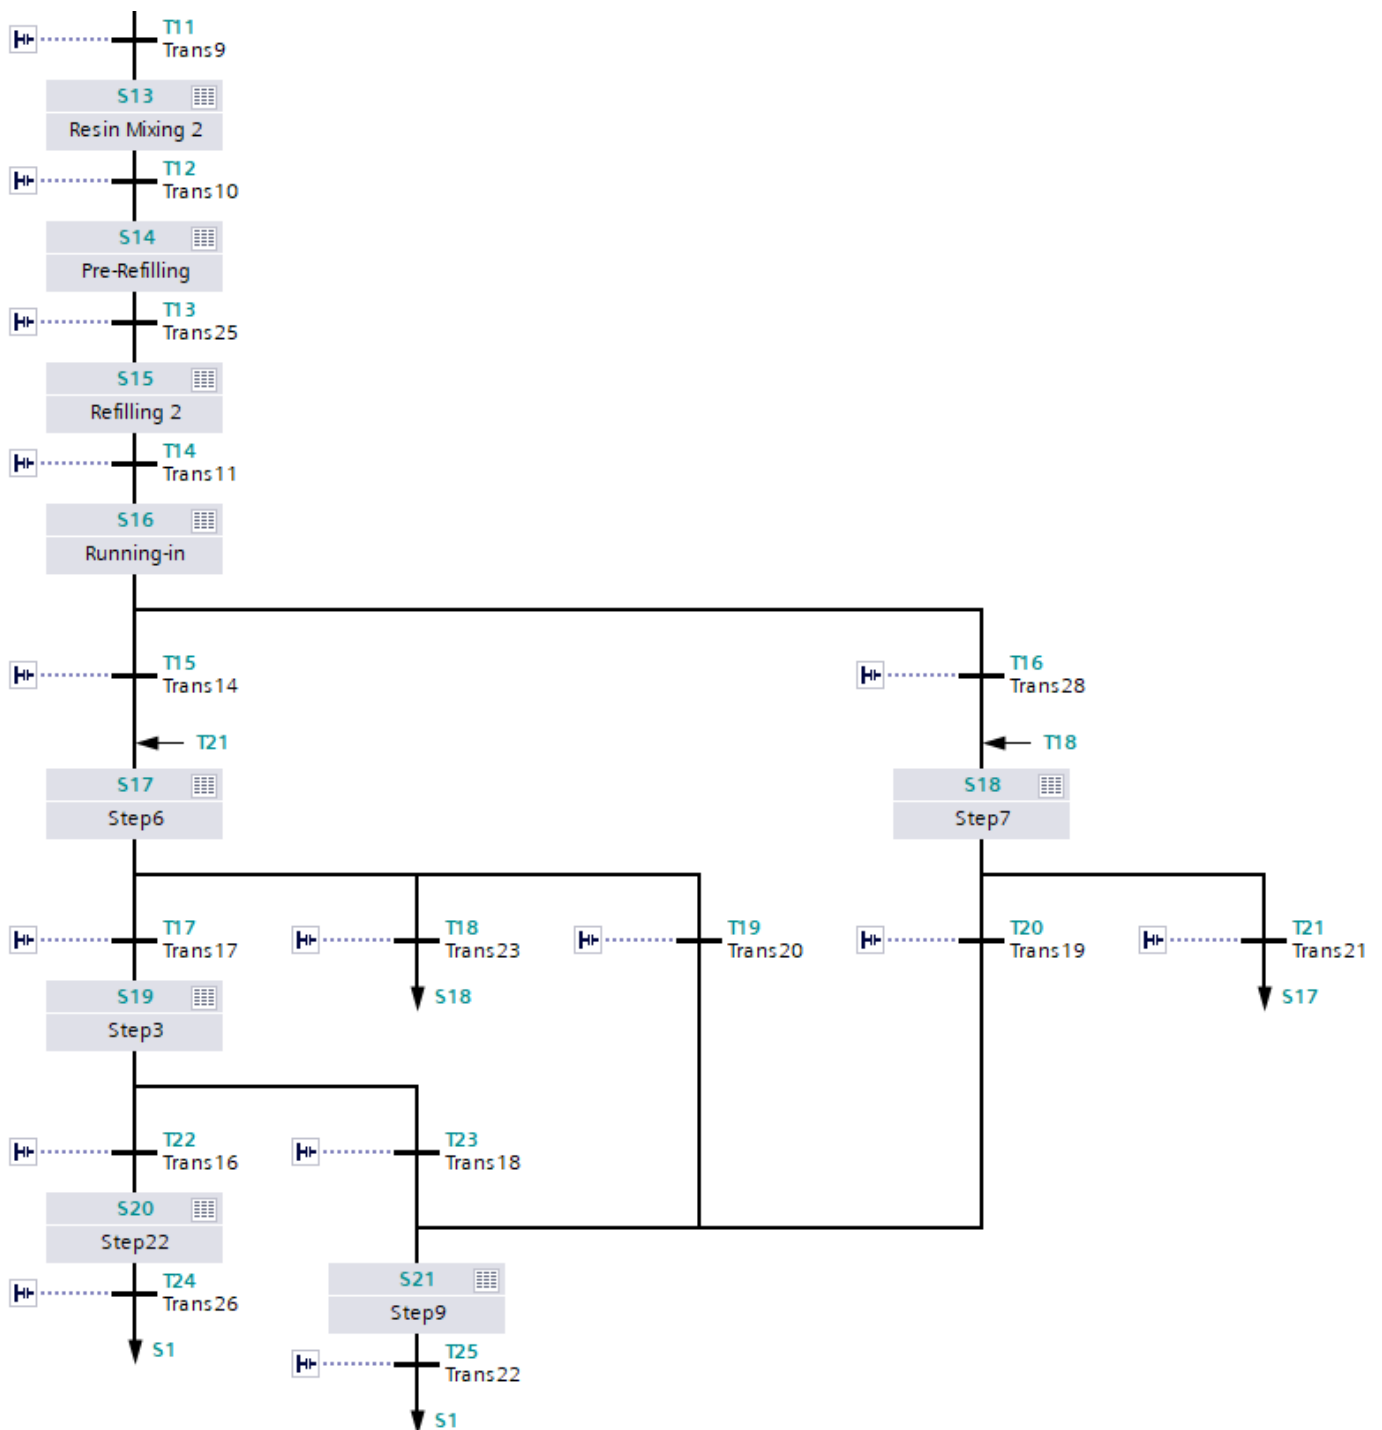 T11
Trans9
S13
Resin Mixing 2
T12
Trans10
S14
Pre-Refilling
T13
Trans25
S15
Refilling 2
T14
Trans11
S16
Running-in
T15
Trans14
T16
Trans28
T21
T18
S17
Step6
S18
Step7
T17
Trans17
T18
Trans23
T19
Trans20
T20
Trans19
T21
Trans21
S19
Step3
S18
S17
T22
Trans16
T23
Trans18
S20
Step22
S21
Step9
T24
Trans26
S1
T25
Trans22
S1